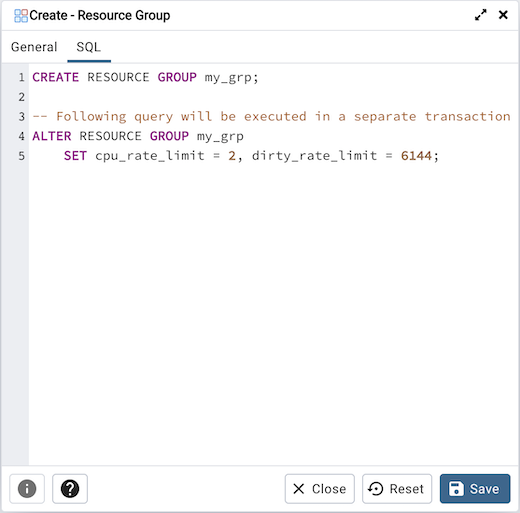 Create - Resource Group
General SQL
1 CREATE RESOURCE GROUP my_grp;
2
3 -- Following query will be executed in a separate transaction
4 ALTER RESOURCE GROUP my_grp
5     SET cpu_rate_limit = 2, dirty_rate_limit = 6144;
Close Reset Save